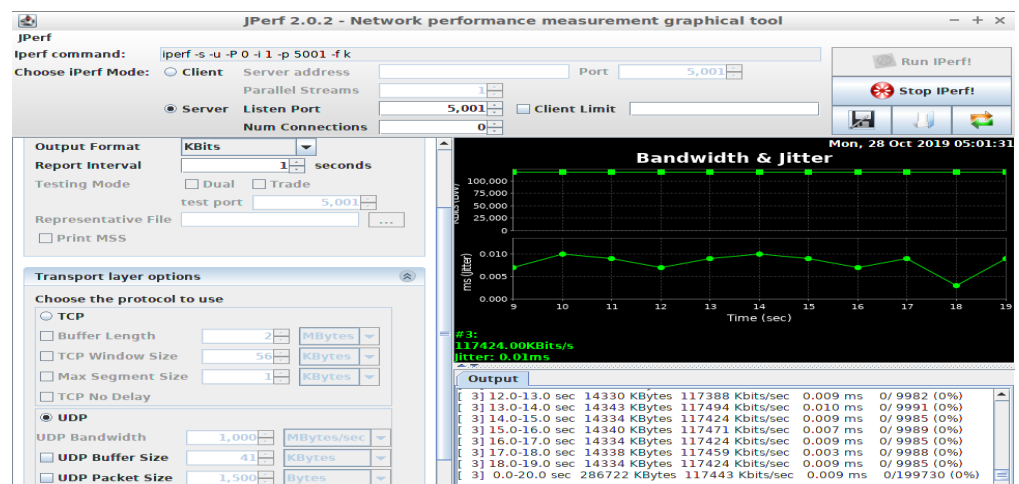 JPerf 2.0.2 - Network performance measurement graphical tool
JPerf
Iperf command: iperf -s -u -P 0 -i 1 -p 5001 -f k
Choose iPerf Mode: Client Server address Port 5,001
Parallel Streams 1
Server Listen Port 5,001 Client Limit
Num Connections 0
Run IPerf!
Stop IPerf!
Output Format KBits
Report Interval 1 seconds
Testing Mode Dual Trade
test port 5,001
Representative File ...
Print MSS
Transport layer options
Choose the protocol to use
TCP
Buffer Length 2 MBytes
TCP Window Size 56 KBytes
Max Segment Size 1 KBytes
TCP No Delay
UDP
UDP Bandwidth 1,000 MBytes/sec
UDP Buffer Size 41 KBytes
UDP Packet Size 1,500 Bytes
Mon, 28 Oct 2019 05:01:31
Bandwidth & Jitter
100,000
75,000
50,000
25,000
0
ms (Jitter)
0.010
0.005
0.000
9 10 11 12 13 14 15 16 17 18 19
Time (sec)
#3:
117424.00KBits/s
Jitter: 0.01ms
Output
[ 3] 12.0-13.0 sec 14330 KBytes 117388 Kbits/sec 0.009 ms 0/ 9982 (0%)
[ 3] 13.0-14.0 sec 14343 KBytes 117494 Kbits/sec 0.010 ms 0/ 9991 (0%)
[ 3] 14.0-15.0 sec 14334 KBytes 117424 Kbits/sec 0.009 ms 0/ 9985 (0%)
[ 3] 15.0-16.0 sec 14340 KBytes 117471 Kbits/sec 0.007 ms 0/ 9989 (0%)
[ 3] 16.0-17.0 sec 14334 KBytes 117424 Kbits/sec 0.009 ms 0/ 9985 (0%)
[ 3] 17.0-18.0 sec 14338 KBytes 117459 Kbits/sec 0.003 ms 0/ 9988 (0%)
[ 3] 18.0-19.0 sec 14334 KBytes 117424 Kbits/sec 0.009 ms 0/ 9985 (0%)
[ 3] 0.0-20.0 sec 286722 KBytes 117443 Kbits/sec 0.009 ms 0/199730 (0%)